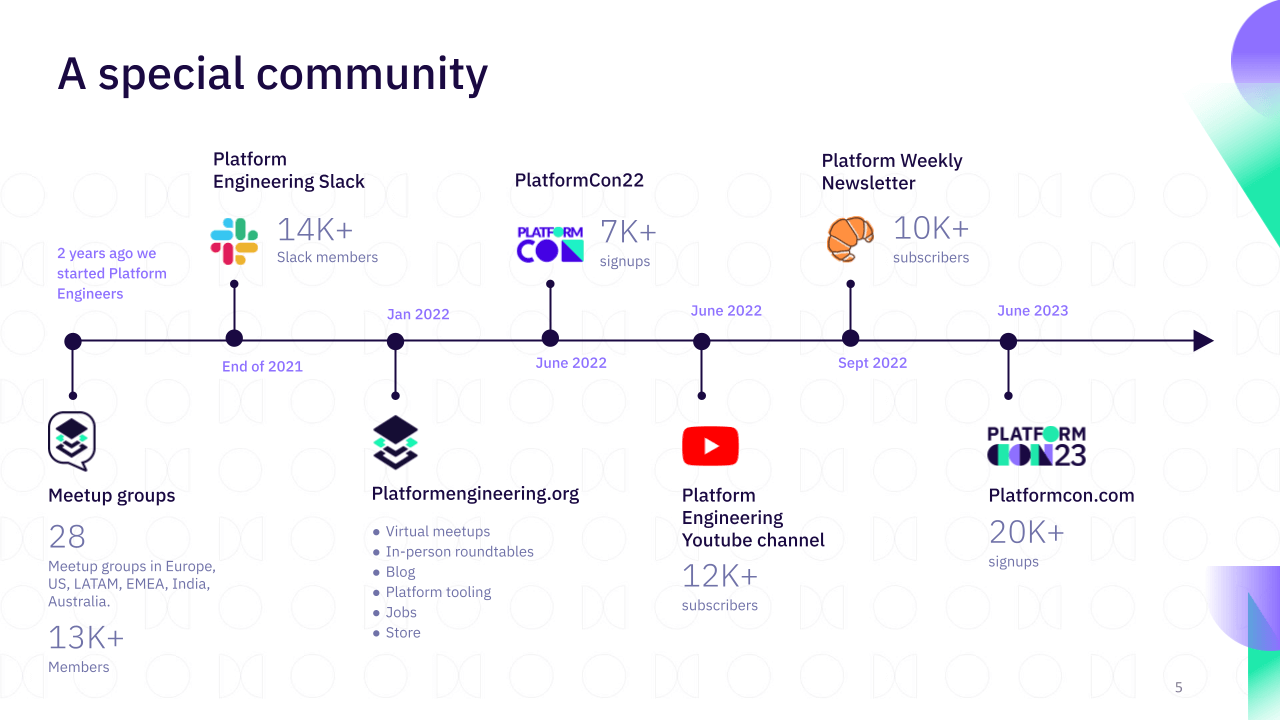 A special community
2 years ago we
started Platform
Engineers
Meetup groups
28
Meetup groups in Europe,
US, LATAM, EMEA, India,
Australia.
13K+
Members
Platform
Engineering Slack
14K+
Slack members
End of 2021
Jan 2022
Platformengineering.org
● Virtual meetups
● In-person roundtables
● Blog
● Platform tooling
● Jobs
● Store
PlatformCon22
PLATFORM
CON
7K+
signups
June 2022
June 2022
Platform
Engineering
Youtube channel
12K+
subscribers
Platform Weekly
Newsletter
10K+
subscribers
Sept 2022
June 2023
PLATFORM
CON23
Platformcon.com
20K+
signups
5